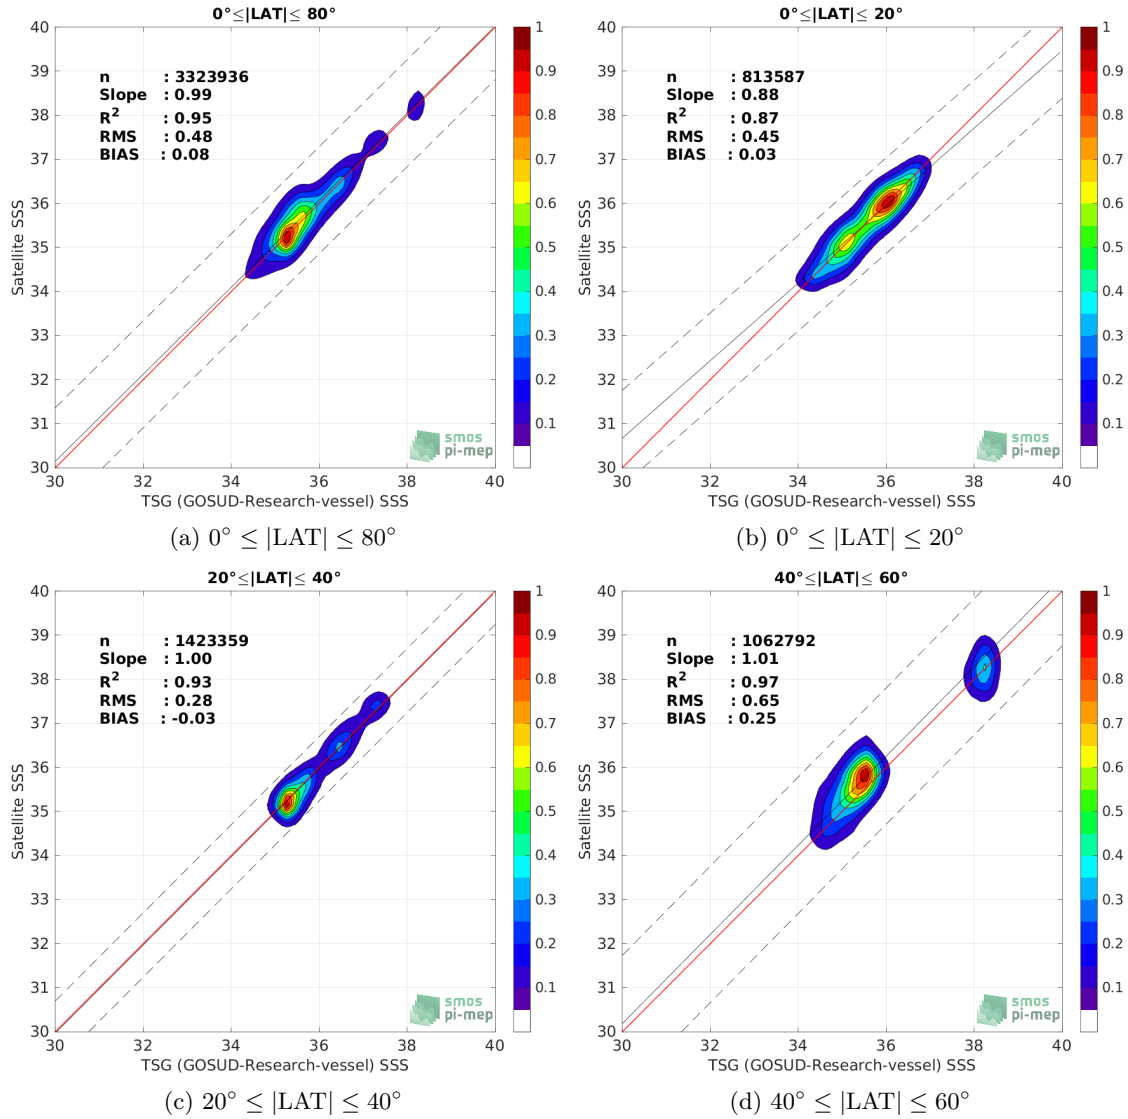 0°≤|LAT|≤ 80°
n : 3323936
Slope : 0.99
R² : 0.95
RMS : 0.48
BIAS : 0.08
Satellite SSS
40
39
38
37
36
35
34
33
32
31
30
30 32 34 36 38 40
TSG (GOSUD-Research-vessel) SSS
1
0.9
0.8
0.7
0.6
0.5
0.4
0.3
0.2
0.1
smos
pi-mep
(a) 0° ≤ |LAT| ≤ 80°
0°≤|LAT|≤ 20°
n : 813587
Slope : 0.88
R² : 0.87
RMS : 0.45
BIAS : 0.03
Satellite SSS
40
39
38
37
36
35
34
33
32
31
30
30 32 34 36 38 40
TSG (GOSUD-Research-vessel) SSS
1
0.9
0.8
0.7
0.6
0.5
0.4
0.3
0.2
0.1
smos
pi-mep
(b) 0° ≤ |LAT| ≤ 20°
20°≤|LAT|≤ 40°
n : 1423359
Slope : 1.00
R² : 0.93
RMS : 0.28
BIAS : -0.03
Satellite SSS
40
39
38
37
36
35
34
33
32
31
30
30 32 34 36 38 40
TSG (GOSUD-Research-vessel) SSS
1
0.9
0.8
0.7
0.6
0.5
0.4
0.3
0.2
0.1
smos
pi-mep
(c) 20° ≤ |LAT| ≤ 40°
40°≤|LAT|≤ 60°
n : 1062792
Slope : 1.01
R² : 0.97
RMS : 0.65
BIAS : 0.25
Satellite SSS
40
39
38
37
36
35
34
33
32
31
30
30 32 34 36 38 40
TSG (GOSUD-Research-vessel) SSS
1
0.9
0.8
0.7
0.6
0.5
0.4
0.3
0.2
0.1
smos
pi-mep
(d) 40° ≤ |LAT| ≤ 60°